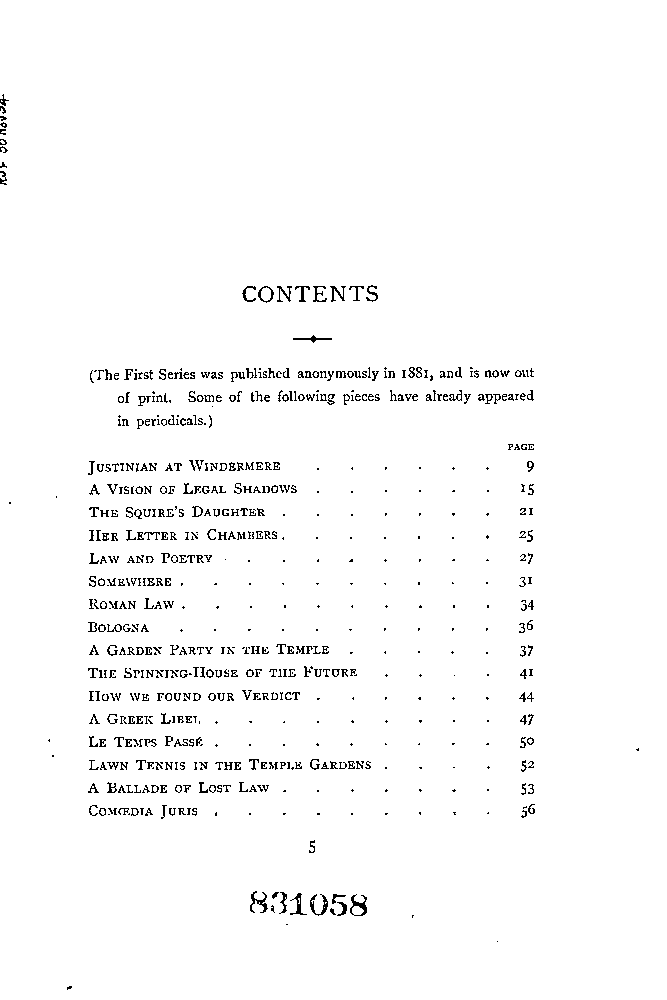 CONTENTS
(The First Series was published anonymously in 1881, and is now out
of print. Some of the following pieces have already appeared
in periodicals.)
PAGE
JUSTINIAN AT WINDERMERE . . . . . . 9
A VISION OF LEGAL SHADOWS . . . . . . 15
THE SQUIRE'S DAUGHTER . . . . . . . 21
HER LETTER IN CHAMBERS . . . . . . . 25
LAW AND POETRY . . . . . . . . . 27
SOMEWHERE . . . . . . . . . . 31
ROMAN LAW . . . . . . . . . . 34
BOLOGNA . . . . . . . . . . 36
A GARDEN PARTY IN THE TEMPLE . . . . . 37
THE SPINNING-HOUSE OF THE FUTURE . . . . 41
HOW WE FOUND OUR VERDICT . . . . . . 44
A GREEK LIBEL . . . . . . . . . 47
LE TEMPS PASSÉ . . . . . . . . . 50
LAWN TENNIS IN THE TEMPLE GARDENS . . . . 52
A BALLADE OF LOST LAW . . . . . . . 53
COMŒDIA JURIS . . . . . . . . . 56
5
831058